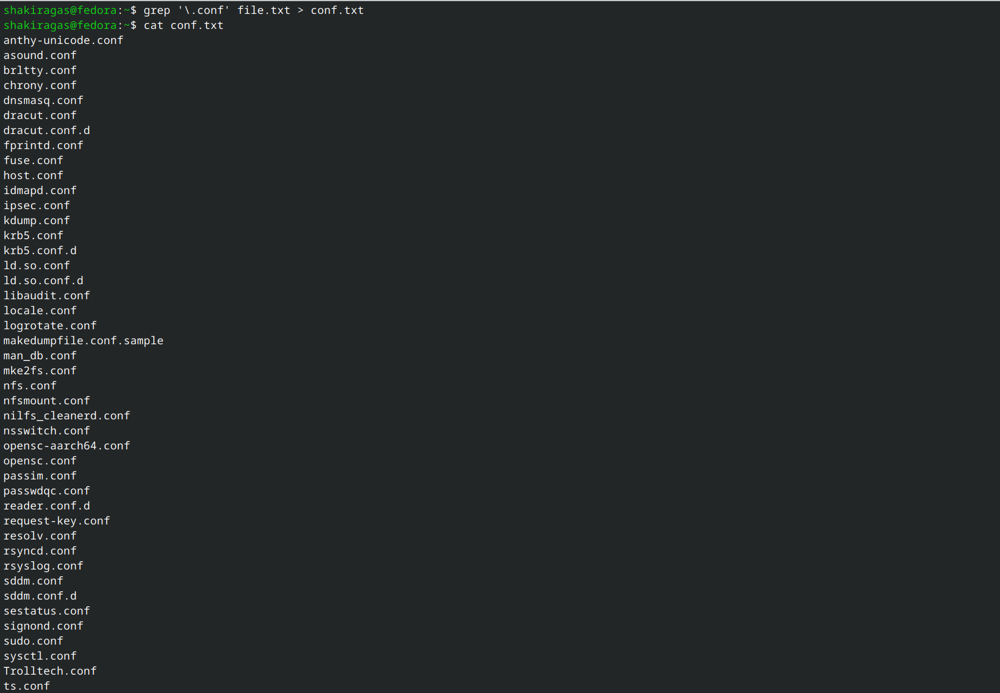 shakiragas@fedora:~$ grep '\.conf' file.txt > conf.txt
shakiragas@fedora:~$ cat conf.txt
anthy-unicode.conf
asound.conf
brltty.conf
chrony.conf
dnsmasq.conf
dracut.conf
dracut.conf.d
fprintd.conf
fuse.conf
host.conf
idmapd.conf
ipsec.conf
kdump.conf
krb5.conf
krb5.conf.d
ld.so.conf
ld.so.conf.d
libaudit.conf
locale.conf
logrotate.conf
makedumpfile.conf.sample
man_db.conf
mke2fs.conf
nfs.conf
nfsmount.conf
nilfs_cleanerd.conf
nsswitch.conf
opensc-aarch64.conf
opensc.conf
passim.conf
passwdqc.conf
reader.conf.d
request-key.conf
resolv.conf
rsyncd.conf
rsyslog.conf
sddm.conf
sddm.conf.d
sestatus.conf
signond.conf
sudo.conf
sysctl.conf
Trolltech.conf
ts.conf